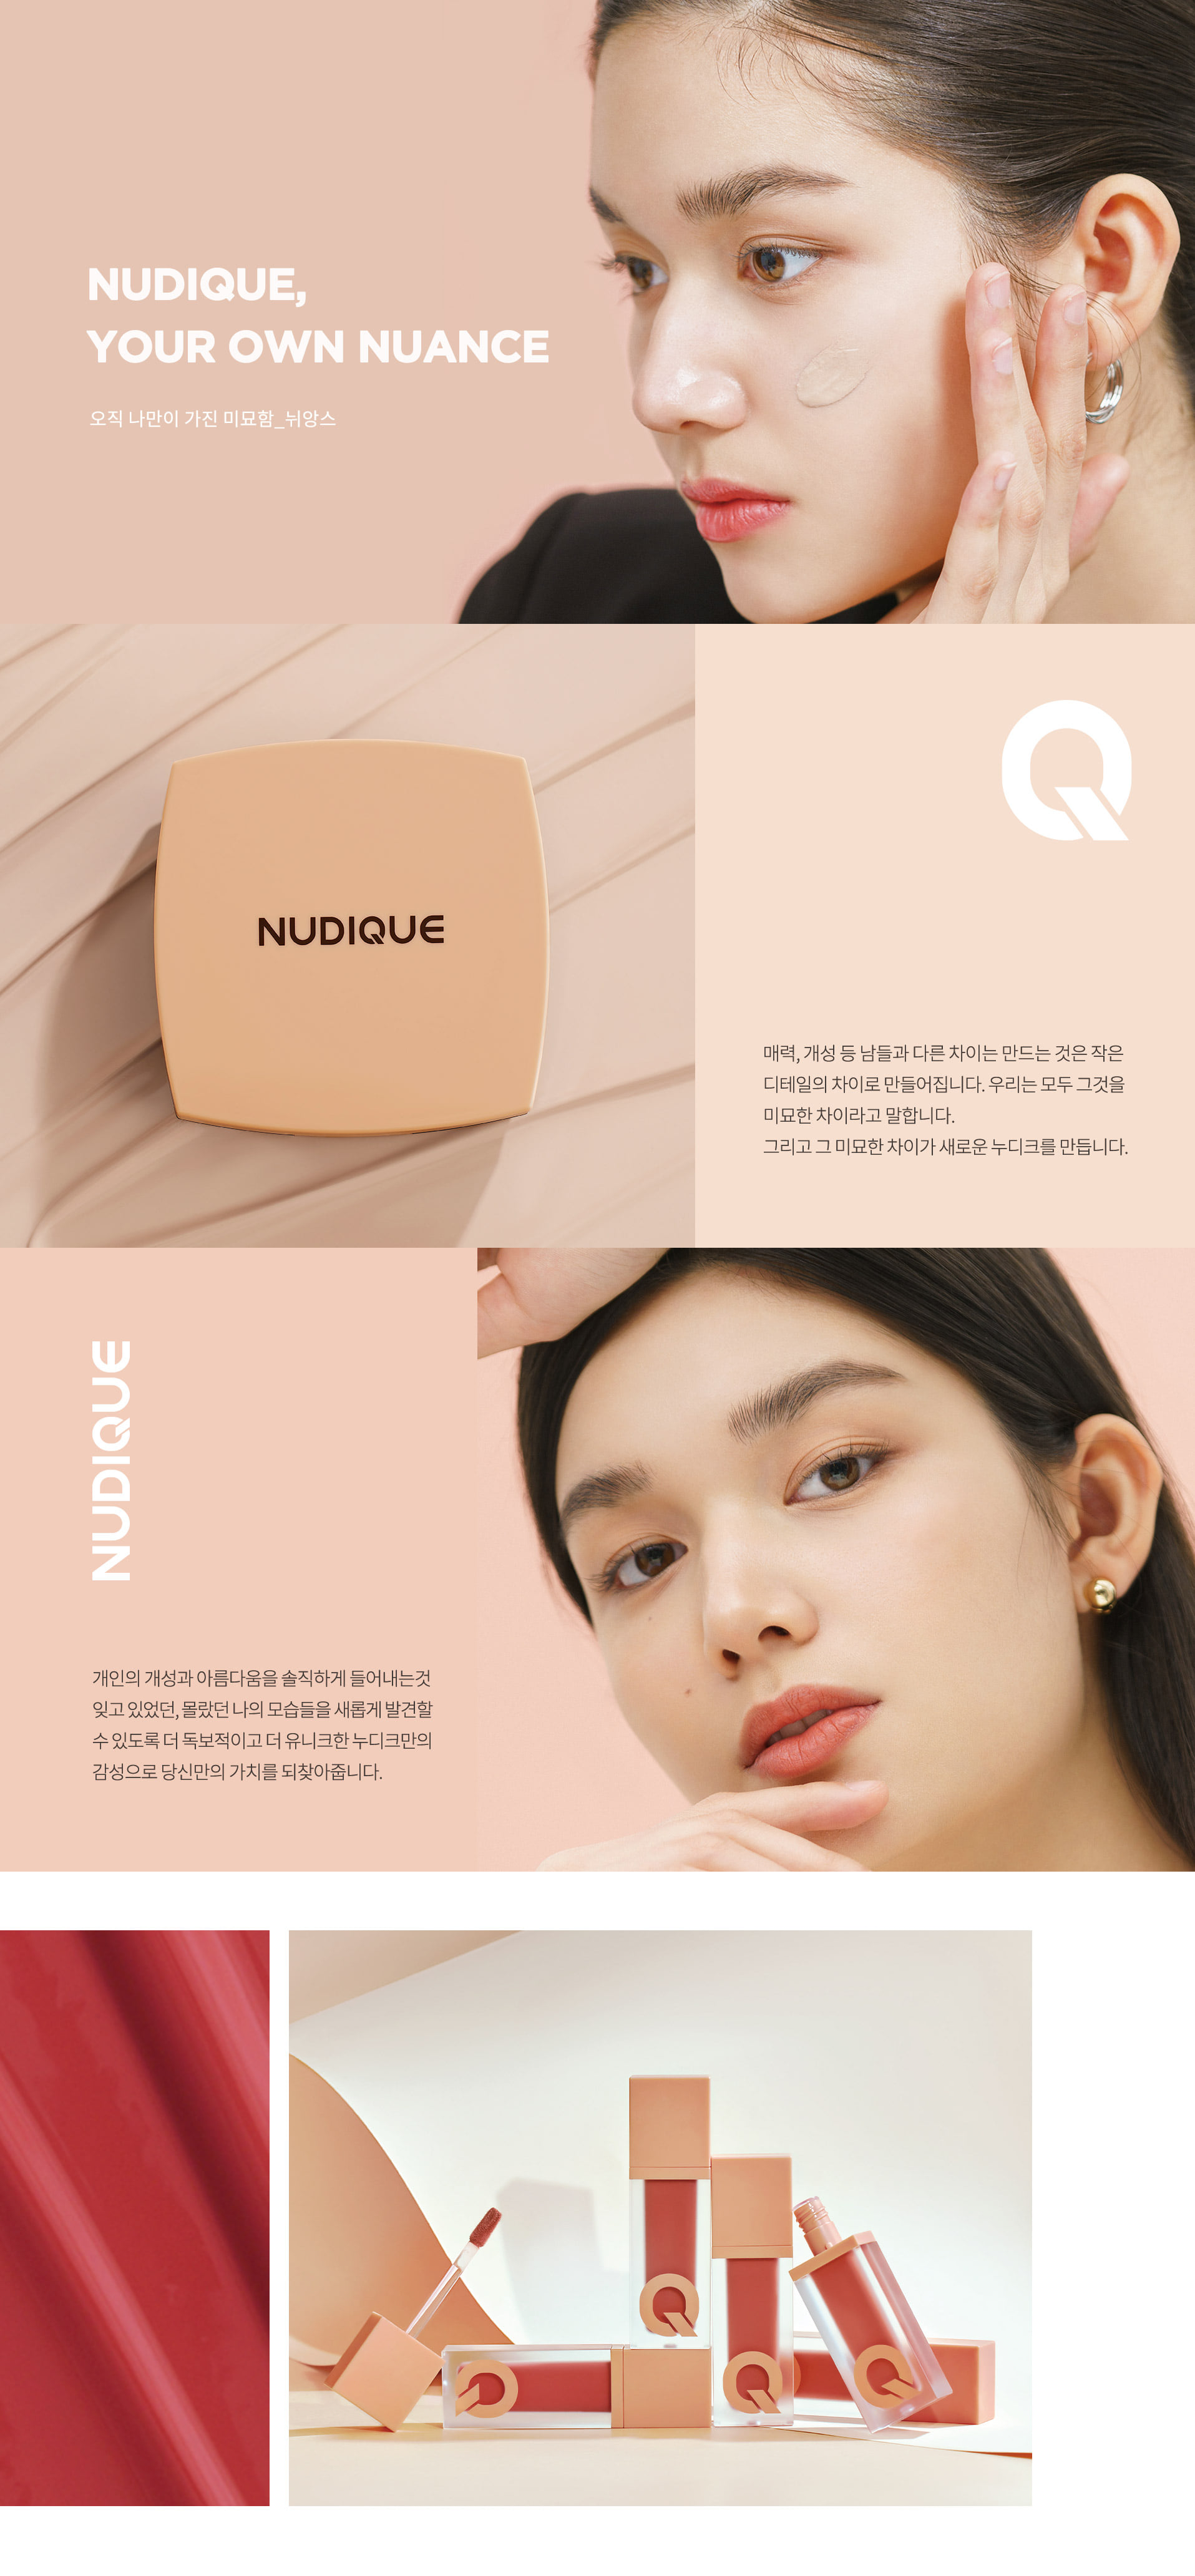 NUDIQUE,
YOUR OWN NUANCE
오직 나만이 가진 미묘함_뉘앙스
NUDIQUE
Q
매력, 개성 등 남들과 다른 차이는 만드는 것은 작은
디테일의 차이로 만들어집니다. 우리는 모두 그것을
미묘한 차이라고 말합니다.
그리고 그 미묘한 차이가 새로운 누디크를 만듭니다.
NUDIQUE
개인의 개성과 아름다움을 솔직하게 들어내는것
잊고 있었던, 몰랐던 나의 모습들을 새롭게 발견할
수 있도록 더 독보적이고 더 유니크한 누디크만의
감성으로 당신만의 가치를 되찾아줍니다.
Q
Q
Q
Q